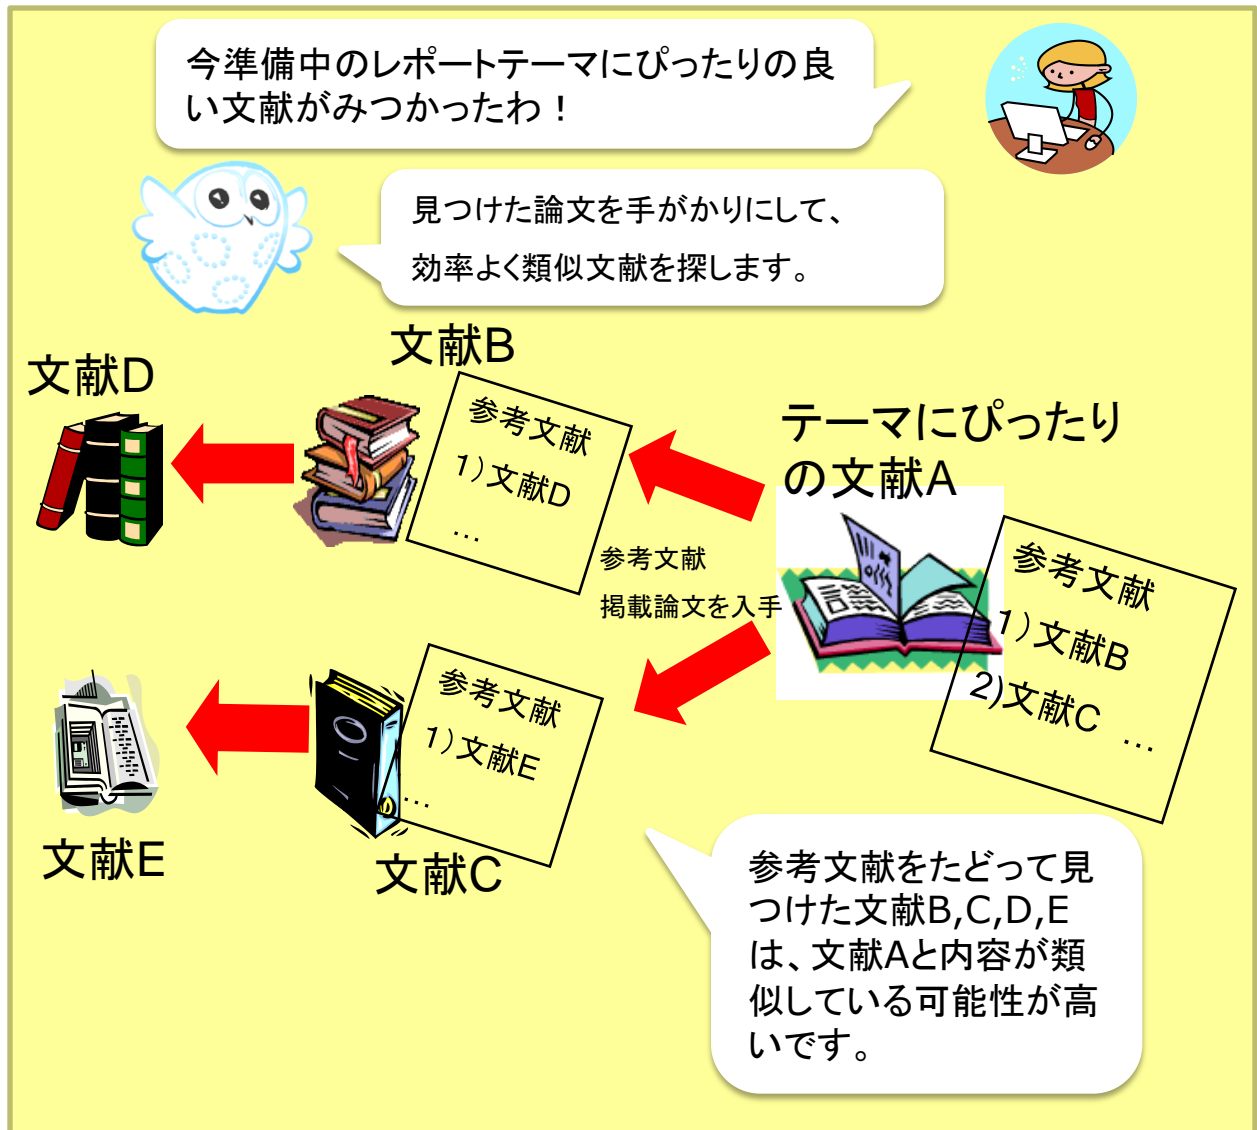 今準備中のレポートテーマにぴったりの良
い文献がみつかったわ！
見つけた論文を手がかりにして、
効率よく類似文献を探します。
文献D
文献B
参考文献
1）文献D
…
テーマにぴったり
の文献A
参考文献
1）文献B
2)文献C …
参考文献
掲載論文を入手
文献E
文献C
参考文献
1）文献E
…
参考文献をたどって見
つけた文献B,C,D,E
は、文献Aと内容が類
似している可能性が高
いです。